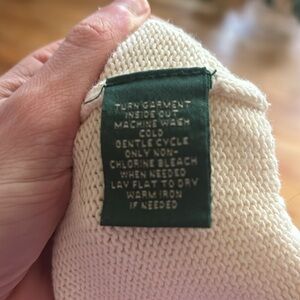 TURN GARMENT
INSIDE OUT
MACHINE WASH
COLD
GENTLE CYCLE
ONLY NON-
CHLORINE BLEACH
WHEN NEEDED
LAY FLAT TO DRY
WARM IRON
IF NEEDED